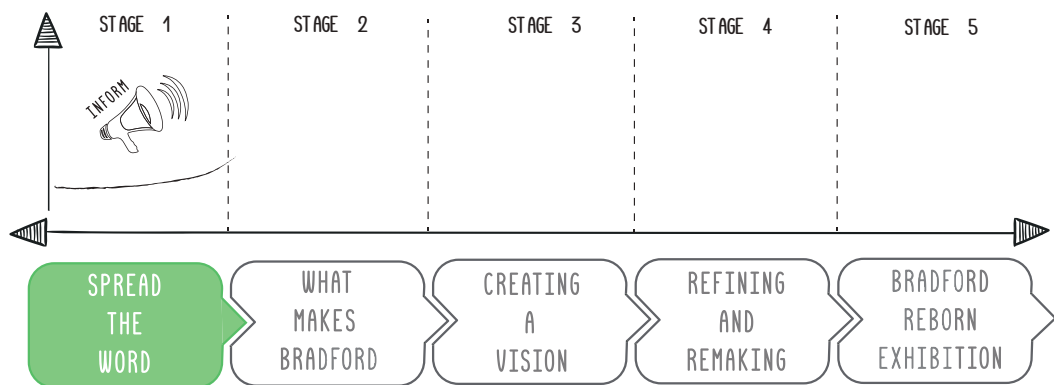 STAGE 1
STAGE 2
STAGE 3
STAGE 4
STAGE 5
INFORM
SPREAD
THE
WORD
WHAT
MAKES
BRADFORD
CREATING
A
VISION
REFINING
AND
REMAKING
BRADFORD
REBORN
EXHIBITION